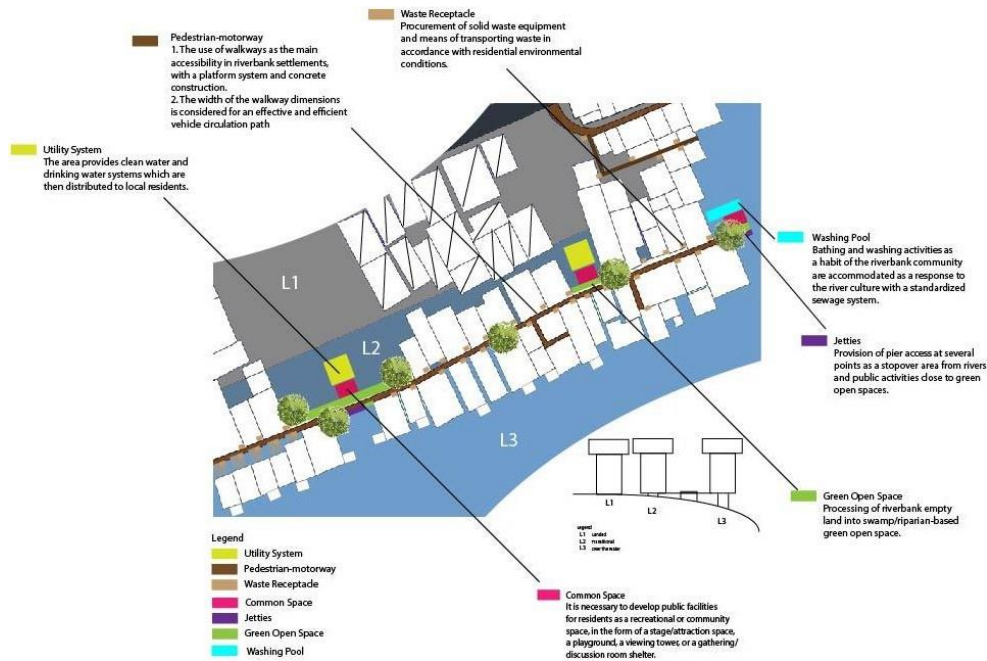 Waste Receptacle
Procurement of solid waste equipment
and means of transporting waste in
accordance with residential environmental
conditions.
Pedestrian-motorway
1. The use of walkways as the main
accessibility in riverbank settlements,
with a platform system and concrete
construction.
2. The width of the walkway dimensions
is considered for an effective and efficient
vehicle circulation path
Utility System
The area provides clean water and
drinking water systems which are
then distributed to local residents.
Washing Pool
Bathing and washing activities as
a habit of the riverbank community
are accommodated as a response to
the river culture with a standardized
sewage system.
Jetties
Provision of pier access at several
points as a stopover area from rivers
and public activities close to green
open spaces.
L1
L2
L3
L1
L2
L3
Legend
L1 Landed
L2
L3 over the water
Green Open Space
Processing of riverbank empty
land into swamp/riparian-based
green open space.
Legend
Utility System
Pedestrian-motorway
Waste Receptacle
Common Space
Jetties
Green Open Space
Washing Pool
Common Space
It is necessary to develop public facilities
for residents as a recreational or community
space, in the form of a stage/attraction space,
a playground, a viewing tower, or a gathering/
discussion room shelter.